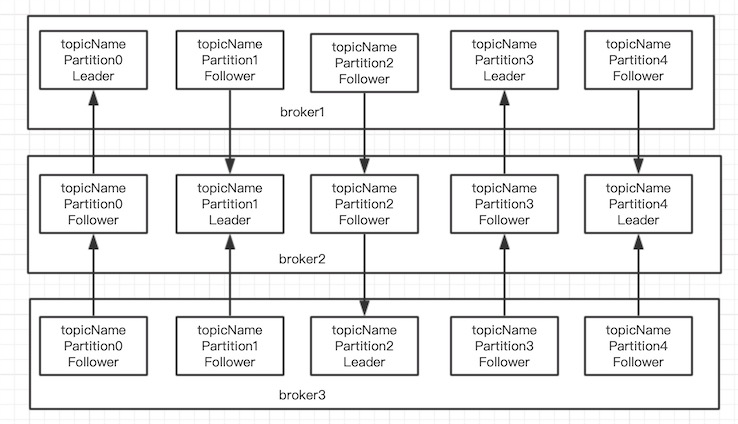 topicName
Partition0
Leader
topicName
Partition1
Follower
topicName
Partition2
Follower
topicName
Partition3
Leader
topicName
Partition4
Follower
broker1
topicName
Partition0
Follower
topicName
Partition1
Leader
topicName
Partition2
Follower
topicName
Partition3
Follower
topicName
Partition4
Leader
broker2
topicName
Partition0
Follower
topicName
Partition1
Follower
topicName
Partition2
Leader
topicName
Partition3
Follower
topicName
Partition4
Follower
broker3